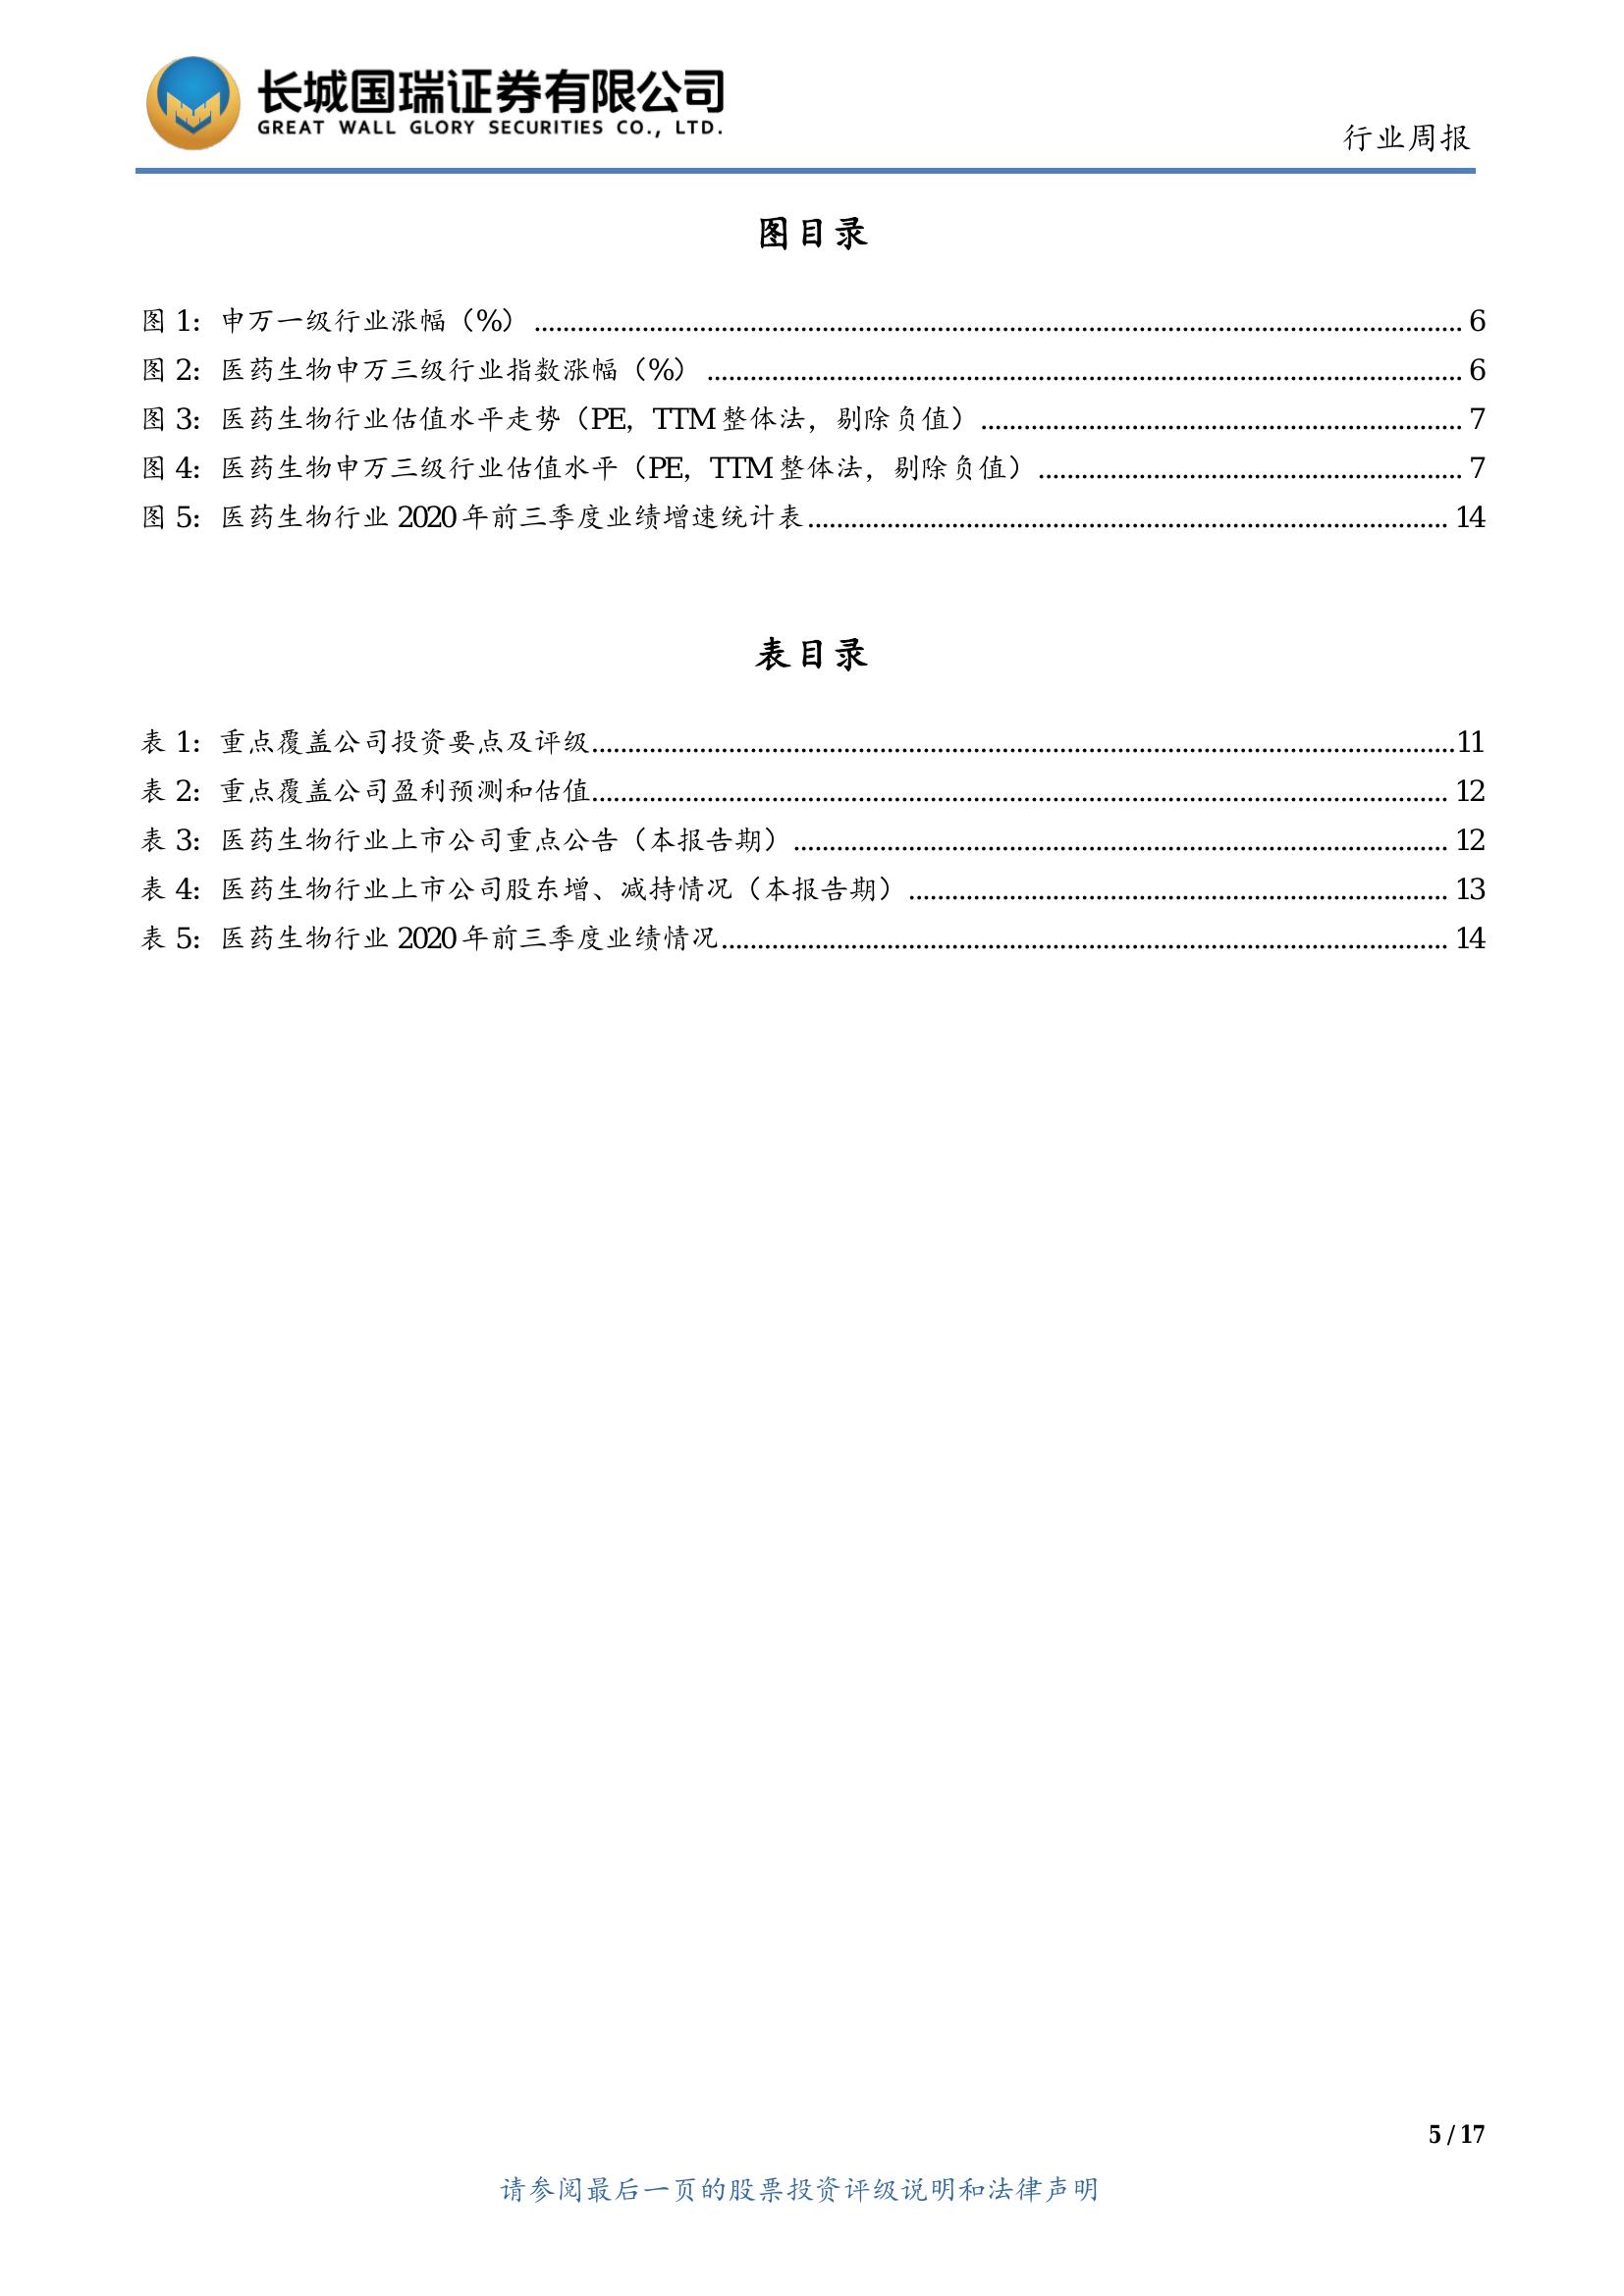 长城国瑞证券有限公司
GREAT WALL GLORY SECURITIES CO., LTD.
行业周报
图目录
图 1：申万一级行业涨幅（%） ........ 6
图 2：医药生物申万三级行业指数涨幅（%） ........ 6
图 3：医药生物行业估值水平走势（PE，TTM 整体法，剔除负值） ........ 7
图 4：医药生物申万三级行业估值水平（PE，TTM 整体法，剔除负值） ........ 7
图 5：医药生物行业 2020 年前三季度业绩增速统计表 ........ 14
表目录
表 1：重点覆盖公司投资要点及评级 ........ 11
表 2：重点覆盖公司盈利预测和估值 ........ 12
表 3：医药生物行业上市公司重点公告（本报告期） ........ 12
表 4：医药生物行业上市公司股东增、减持情况（本报告期） ........ 13
表 5：医药生物行业 2020 年前三季度业绩情况 ........ 14
5 / 17
请参阅最后一页的股票投资评级说明和法律声明